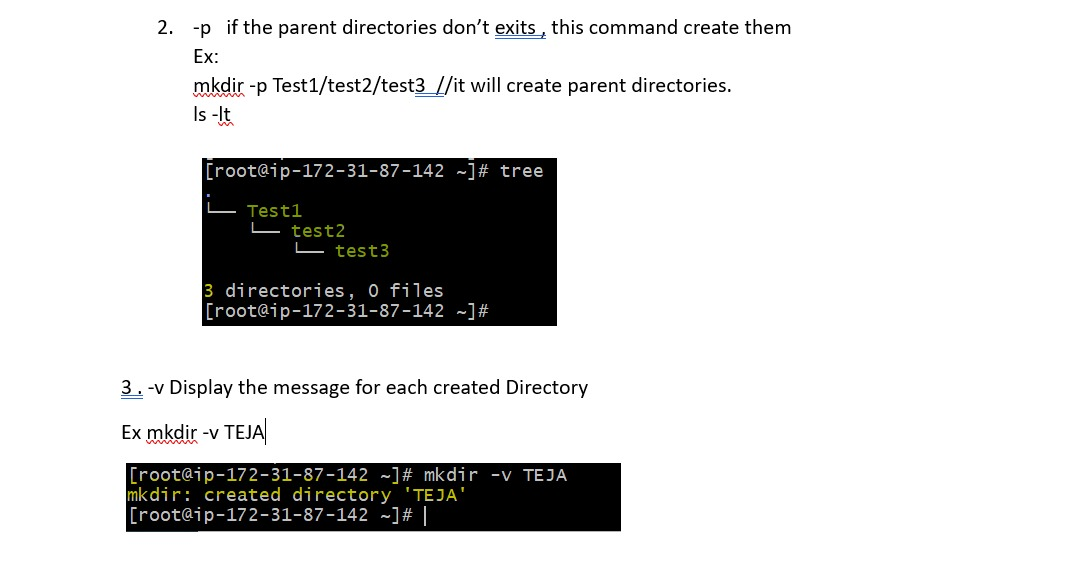 2. -p if the parent directories don’t exits , this command create them
Ex:
mkdir -p Test1/test2/test3 //it will create parent directories.
ls -lt
[root@ip-172-31-87-142 ~]# tree
.
└── Test1
    └── test2
        └── test3
3 directories, 0 files
[root@ip-172-31-87-142 ~]#
3 . -v Display the message for each created Directory
Ex mkdir -v TEJA
[root@ip-172-31-87-142 ~]# mkdir -v TEJA
mkdir: created directory 'TEJA'
[root@ip-172-31-87-142 ~]#